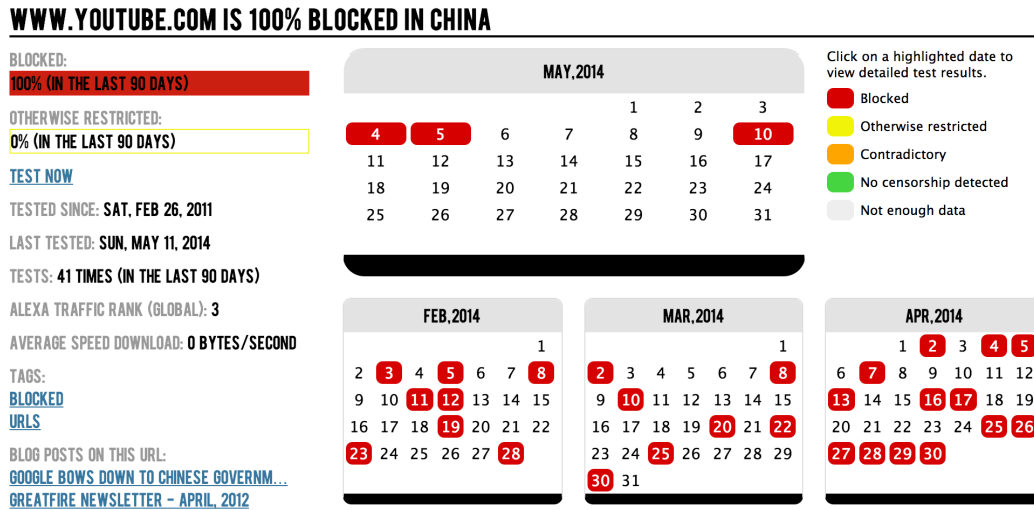 WWW.YOUTUBE.COM IS 100% BLOCKED IN CHINA
BLOCKED:
100% (IN THE LAST 90 DAYS)
OTHERWISE RESTRICTED:
0% (IN THE LAST 90 DAYS)
TEST NOW
TESTED SINCE: SAT, FEB 26, 2011
LAST TESTED: SUN, MAY 11, 2014
TESTS: 41 TIMES (IN THE LAST 90 DAYS)
ALEXA TRAFFIC RANK (GLOBAL): 3
AVERAGE SPEED DOWNLOAD: 0 BYTES/SECOND
TAGS:
BLOCKED
URLS
BLOG POSTS ON THIS URL:
GOOGLE BOWS DOWN TO CHINESE GOVERNM...
GREATFIRE NEWSLETTER - APRIL, 2012
MAY,2014
1 2 3
4 5 6 7 8 9 10
11 12 13 14 15 16 17
18 19 20 21 22 23 24
25 26 27 28 29 30 31
Click on a highlighted date to
view detailed test results.
Blocked
Otherwise restricted
Contradictory
No censorship detected
Not enough data
FEB,2014
1
2 3 4 5 6 7 8
9 10 11 12 13 14 15
16 17 18 19 20 21 22
23 24 25 26 27 28
MAR,2014
1
2 3 4 5 6 7 8
9 10 11 12 13 14 15
16 17 18 19 20 21 22
23 24 25 26 27 28 29
30 31
APR,2014
1 2 3 4 5
6 7 8 9 10 11 12
13 14 15 16 17 18 19
20 21 22 23 24 25 26
27 28 29 30